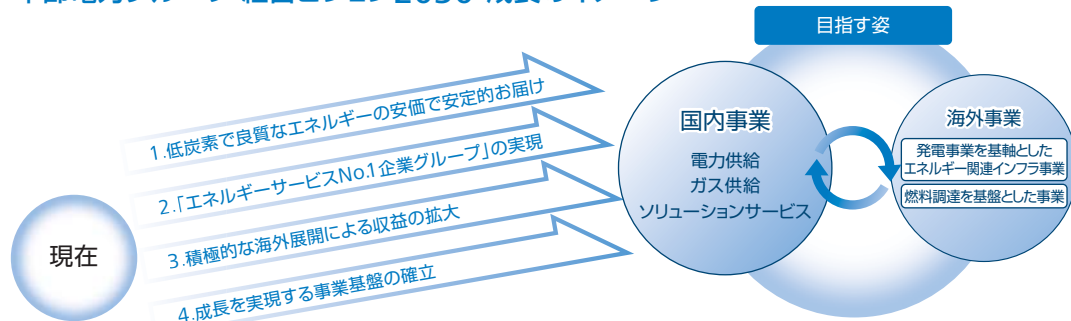 目指す姿
1.低炭素で良質なエネルギーの安価で安定的お届け
2.「エネルギーサービスNo.1企業グループ」の実現
3.積極的な海外展開による収益の拡大
4.成長を実現する事業基盤の確立
現在
国内事業
電力供給
ガス供給
ソリューションサービス
海外事業
発電事業を基軸とした
エネルギー関連インフラ事業
燃料調達を基盤とした事業